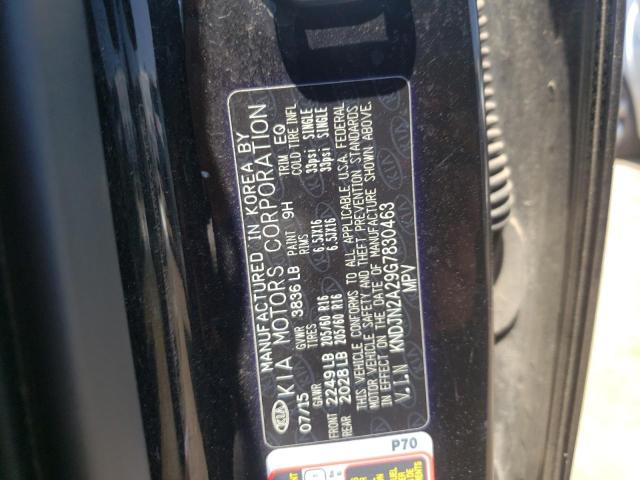 MANUFACTURED IN KOREA BY
KIA KIA MOTORS CORPORATION
07/15 GVWR 3836 LB PAINT 9H TRIM EQ
GAWR TIRES RIMS COLD TIRE INFL
FRONT 2249 LB 205/60 R16 6.5JX16 33psi SINGLE
REAR 2028 LB 205/60 R16 6.5JX16 33psi SINGLE
THIS VEHICLE CONFORMS TO ALL APPLICABLE U.S.A. FEDERAL
MOTOR VEHICLE SAFETY AND THEFT PREVENTION STANDARDS
IN EFFECT ON THE DATE OF MANUFACTURE SHOWN ABOVE.
V.I.N KNDJN2A29G7830463
MPV
P70